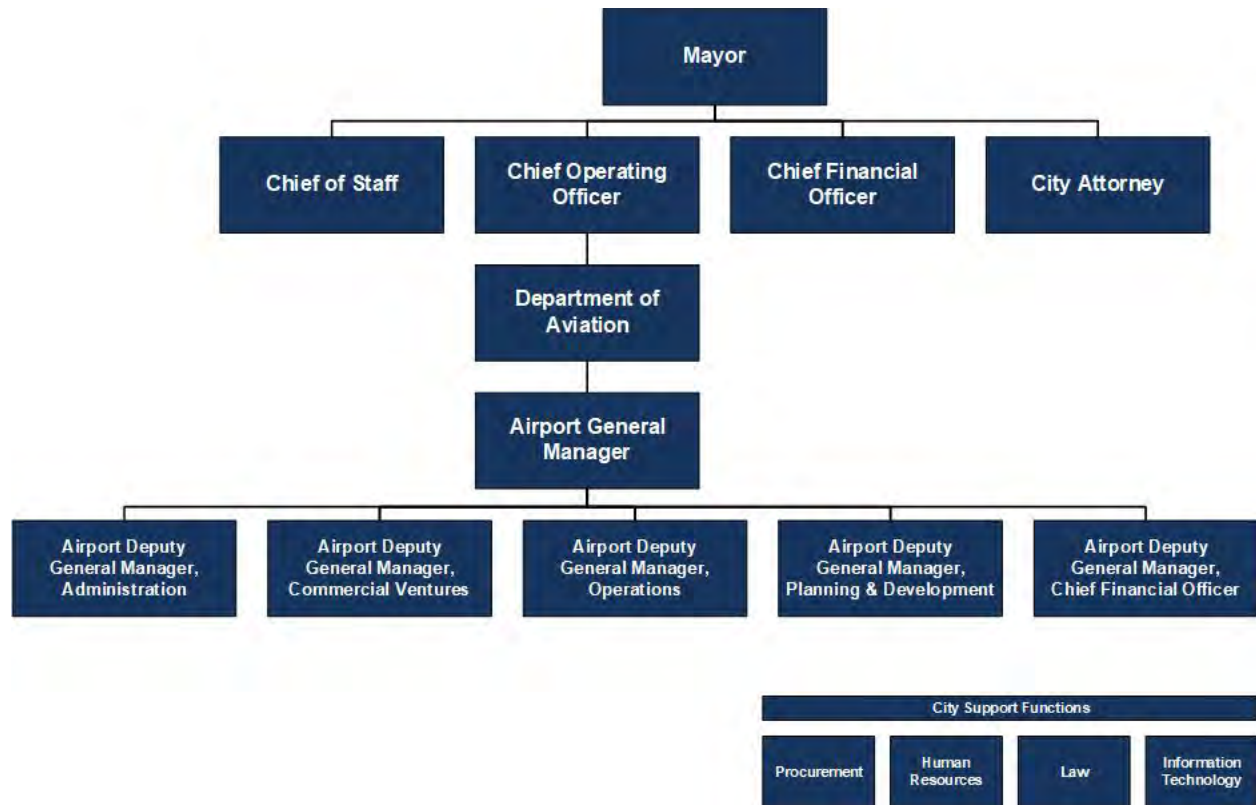 Mayor
Chief of Staff
Chief Operating
Officer
Chief Financial
Officer
City Attorney
Department of
Aviation
Airport General
Manager
Airport Deputy
General Manager,
Administration
Airport Deputy
General Manager,
Commercial Ventures
Airport Deputy
General Manager,
Operations
Airport Deputy
General Manager,
Planning & Development
Airport Deputy
General Manager,
Chief Financial Officer
City Support Functions
Procurement
Human
Resources
Law
Information
Technology